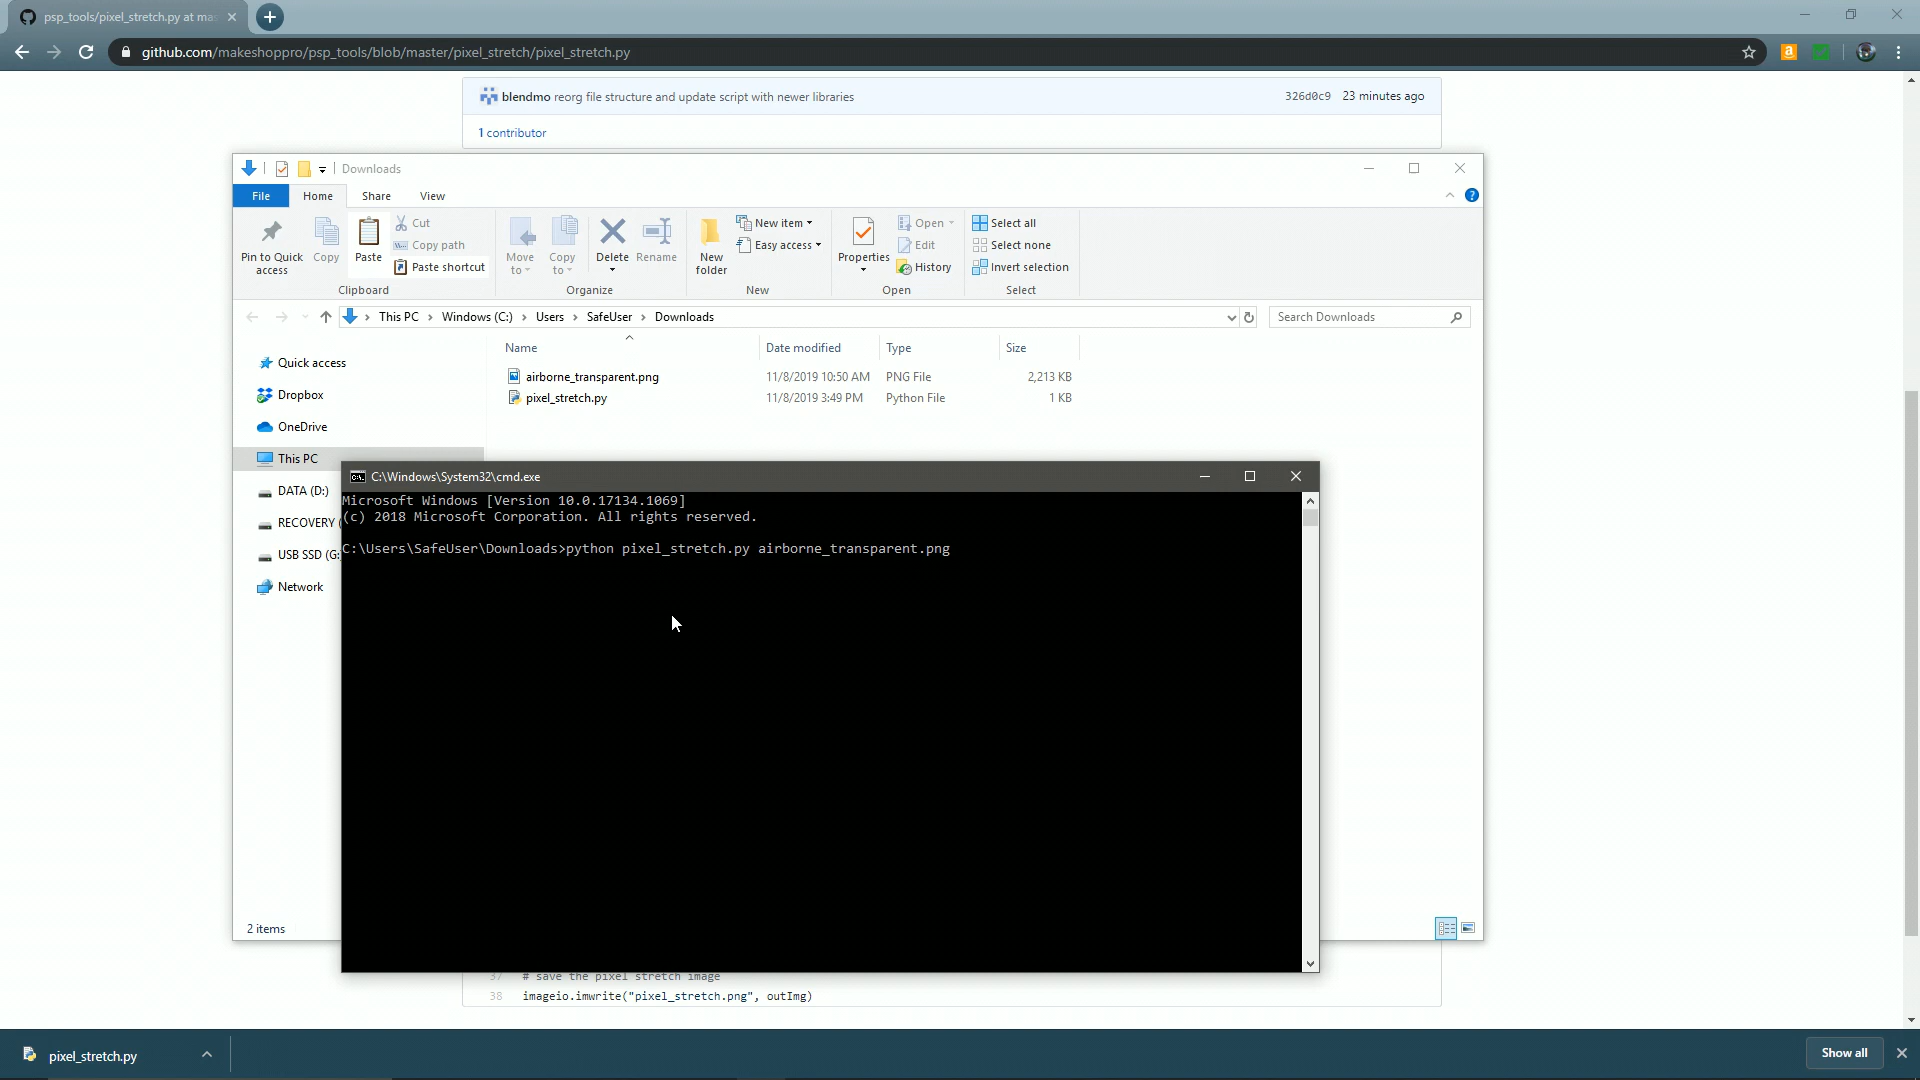 psp_tools/pixel_stretch.py at mas
github.com/makeshoppro/psp_tools/blob/master/pixel_stretch/pixel_stretch.py
blendmo reorg file structure and update script with newer libraries
326d0c9 23 minutes ago
1 contributor
Downloads
File
Home
Share
View
Pin to Quick access
Copy
Paste
Cut
Copy path
Paste shortcut
Move to
Copy to
Delete
Rename
New folder
New item
Easy access
Properties
Open
Edit
History
Select all
Select none
Invert selection
Clipboard
Organize
New
Open
Select
This PC > Windows (C:) > Users > SafeUser > Downloads
Search Downloads
Name
Date modified
Type
Size
airborne_transparent.png 11/8/2019 10:50 AM PNG File 2,213 KB
pixel_stretch.py 11/8/2019 3:49 PM Python File 1 KB
Quick access
Dropbox
OneDrive
This PC
DATA (D:)
RECOVERY
USB SSD (G:
Network
2 items
C:\Windows\System32\cmd.exe
Microsoft Windows [Version 10.0.17134.1069]
(c) 2018 Microsoft Corporation. All rights reserved.
C:\Users\SafeUser\Downloads>python pixel_stretch.py airborne_transparent.png
37 # save the pixel stretch image
38 imageio.imwrite("pixel_stretch.png", outImg)
pixel_stretch.py
Show all